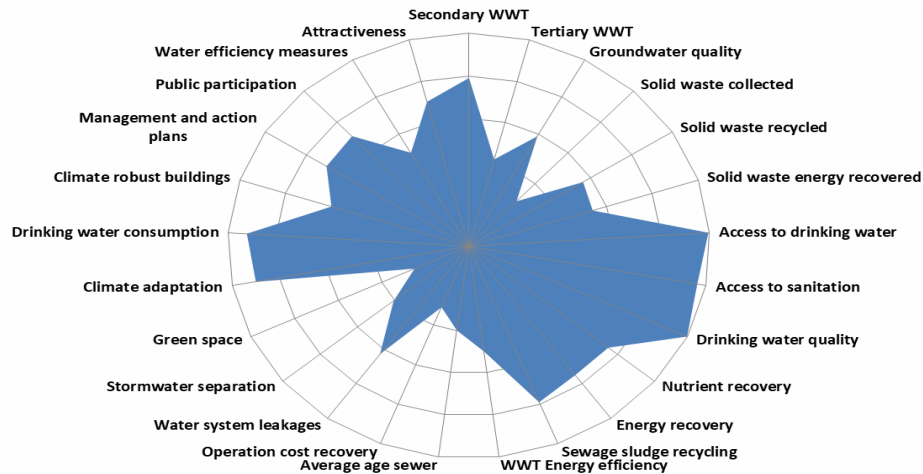 Secondary WWT
Tertiary WWT
Groundwater quality
Solid waste collected
Solid waste recycled
Solid waste energy recovered
Access to drinking water
Access to sanitation
Drinking water quality
Nutrient recovery
Energy recovery
Sewage sludge recycling
WWT Energy efficiency
Average age sewer
Operation cost recovery
Water system leakages
Stormwater separation
Green space
Climate adaptation
Drinking water consumption
Climate robust buildings
Management and action
plans
Public participation
Water efficiency measures
Attractiveness